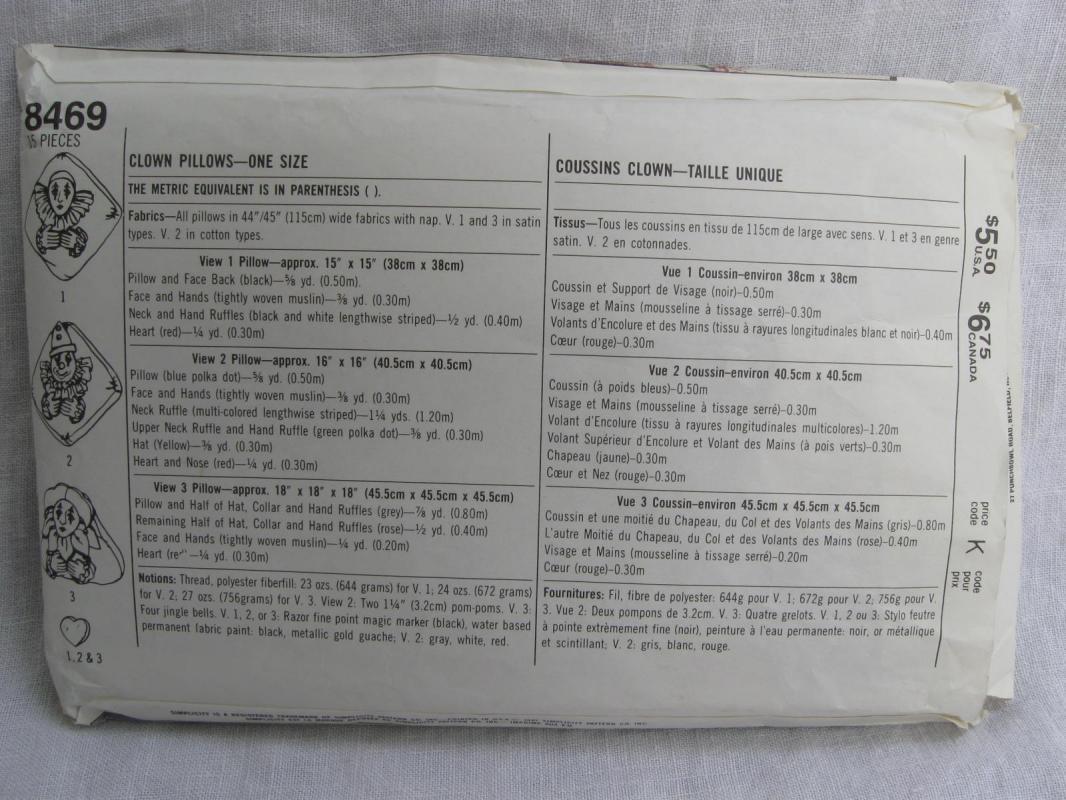 8469
15 PIECES
1
2
3
1, 2 & 3
CLOWN PILLOWS—ONE SIZE
THE METRIC EQUIVALENT IS IN PARENTHESIS ( ).
Fabrics—All pillows in 44"/45" (115cm) wide fabrics with nap. V. 1 and 3 in satin
types. V. 2 in cotton types.
View 1 Pillow—approx. 15" x 15" (38cm x 38cm)
Pillow and Face Back (black)—⅝ yd. (0.50m).
Face and Hands (tightly woven muslin)—⅜ yd. (0.30m)
Neck and Hand Ruffles (black and white lengthwise striped)—½ yd. (0.40m)
Heart (red)—¼ yd. (0.30m)
View 2 Pillow—approx. 16" x 16" (40.5cm x 40.5cm)
Pillow (blue polka dot)—⅝ yd. (0.50m)
Face and Hands (tightly woven muslin)—⅜ yd. (0.30m)
Neck Ruffle (multi-colored lengthwise striped)—1¼ yds. (1.20m)
Upper Neck Ruffle and Hand Ruffle (green polka dot)—⅜ yd. (0.30m)
Hat (Yellow)—⅜ yd. (0.30m)
Heart and Nose (red)—¼ yd. (0.30m)
View 3 Pillow—approx. 18" x 18" x 18" (45.5cm x 45.5cm x 45.5cm)
Pillow and Half of Hat, Collar and Hand Ruffles (grey)—⅞ yd. (0.80m)
Remaining Half of Hat, Collar and Hand Ruffles (rose)—½ yd. (0.40m)
Face and Hands (tightly woven muslin)—¼ yd. (0.20m)
Heart —¼ yd. (0.30m)
Notions: Thread, polyester fiberfill: 23 ozs. (644 grams) for V. 1; 24 ozs. (672 grams)
for V. 2; 27 ozs. (756grams) for V. 3. View 2: Two 1¼" (3.2cm) pom-poms. V. 3:
Four jingle bells. V. 1, 2, or 3: Razor fine point magic marker (black), water based
permanent fabric paint: black, metallic gold guache; V. 2: gray, white, red.
COUSSINS CLOWN—TAILLE UNIQUE
Tissus—Tous les coussins en tissu de 115cm de large avec sens. V. 1 et 3 en genre
satin. V. 2 en cotonnades.
Vue 1 Coussin–environ 38cm x 38cm
Coussin et Support de Visage (noir)–0.50m
Visage et Mains (mousseline à tissage serré)–0.30m
Volants d'Encolure et des Mains (tissu à rayures longitudinales blanc et noir)–0.40m
Cœur (rouge)–0.30m
Vue 2 Coussin–environ 40.5cm x 40.5cm
Coussin (à poids bleus)–0.50m
Visage et Mains (mousseline à tissage serré)–0.30m
Volant d'Encolure (tissu à rayures longitudinales multicolores)–1.20m
Volant Supérieur d'Encolure et Volant des Mains (à pois verts)–0.30m
Chapeau (jaune)–0.30m
Cœur et Nez (rouge)–0.30m
Vue 3 Coussin–environ 45.5cm x 45.5cm x 45.5cm
Coussin et une moitié du Chapeau, du Col et des Volants des Mains (gris)–0.80m
L'autre Moitié du Chapeau, du Col et des Volants des Mains (rose)–0.40m
Visage et Mains (mousseline à tissage serré)–0.20m
Cœur (rouge)–0.30m
Fournitures: Fil, fibre de polyester: 644g pour V. 1; 672g pour V. 2; 756g pour V.
3. Vue 2: Deux pompons de 3.2cm. V. 3: Quatre grelots. V. 1, 2 ou 3: Stylo feutre
à pointe extrèmement fine (noir), peinture à l'eau permanente: noir, or métallique
et scintillant; V. 2: gris, blanc, rouge.
$5.50
U.S.A.
$6.75
CANADA
price
code
K
code
pour
prix
SIMPLICITY IS A REGISTERED TRADEMARK OF SIMPLICITY PATTERN CO. INC.